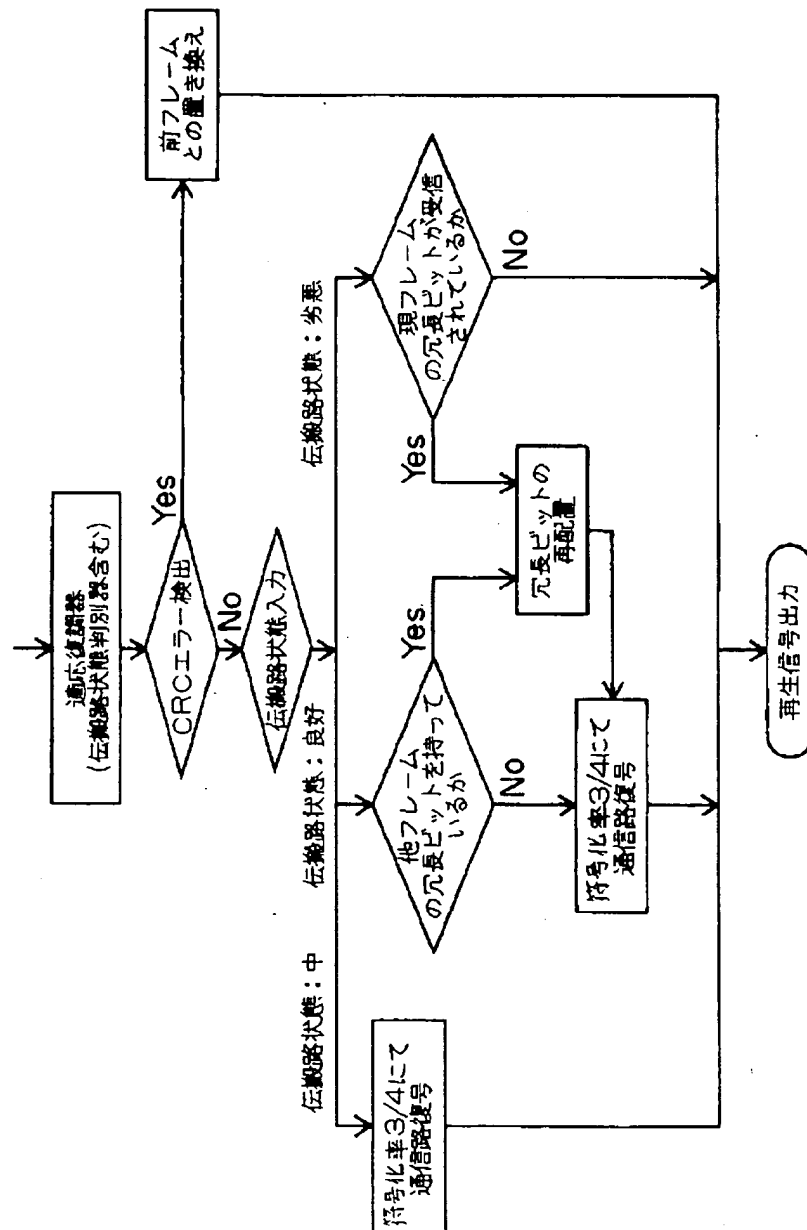 適応復調器
(伝搬路状態判別器含む)
CRCエラー検出
Yes
前フレーム
との置き換え
No
伝搬路状態入力
伝搬路状態：中
伝搬路状態：良好
伝搬路状態：劣悪
符号化率3/4にて
通信路復号
他フレーム
の冗長ビットを持って
いるか
Yes
No
現フレーム
の冗長ビットが受信
されているか
Yes
No
冗長ビットの
再配置
符号化率3/4にて
通信路復号
再生信号出力